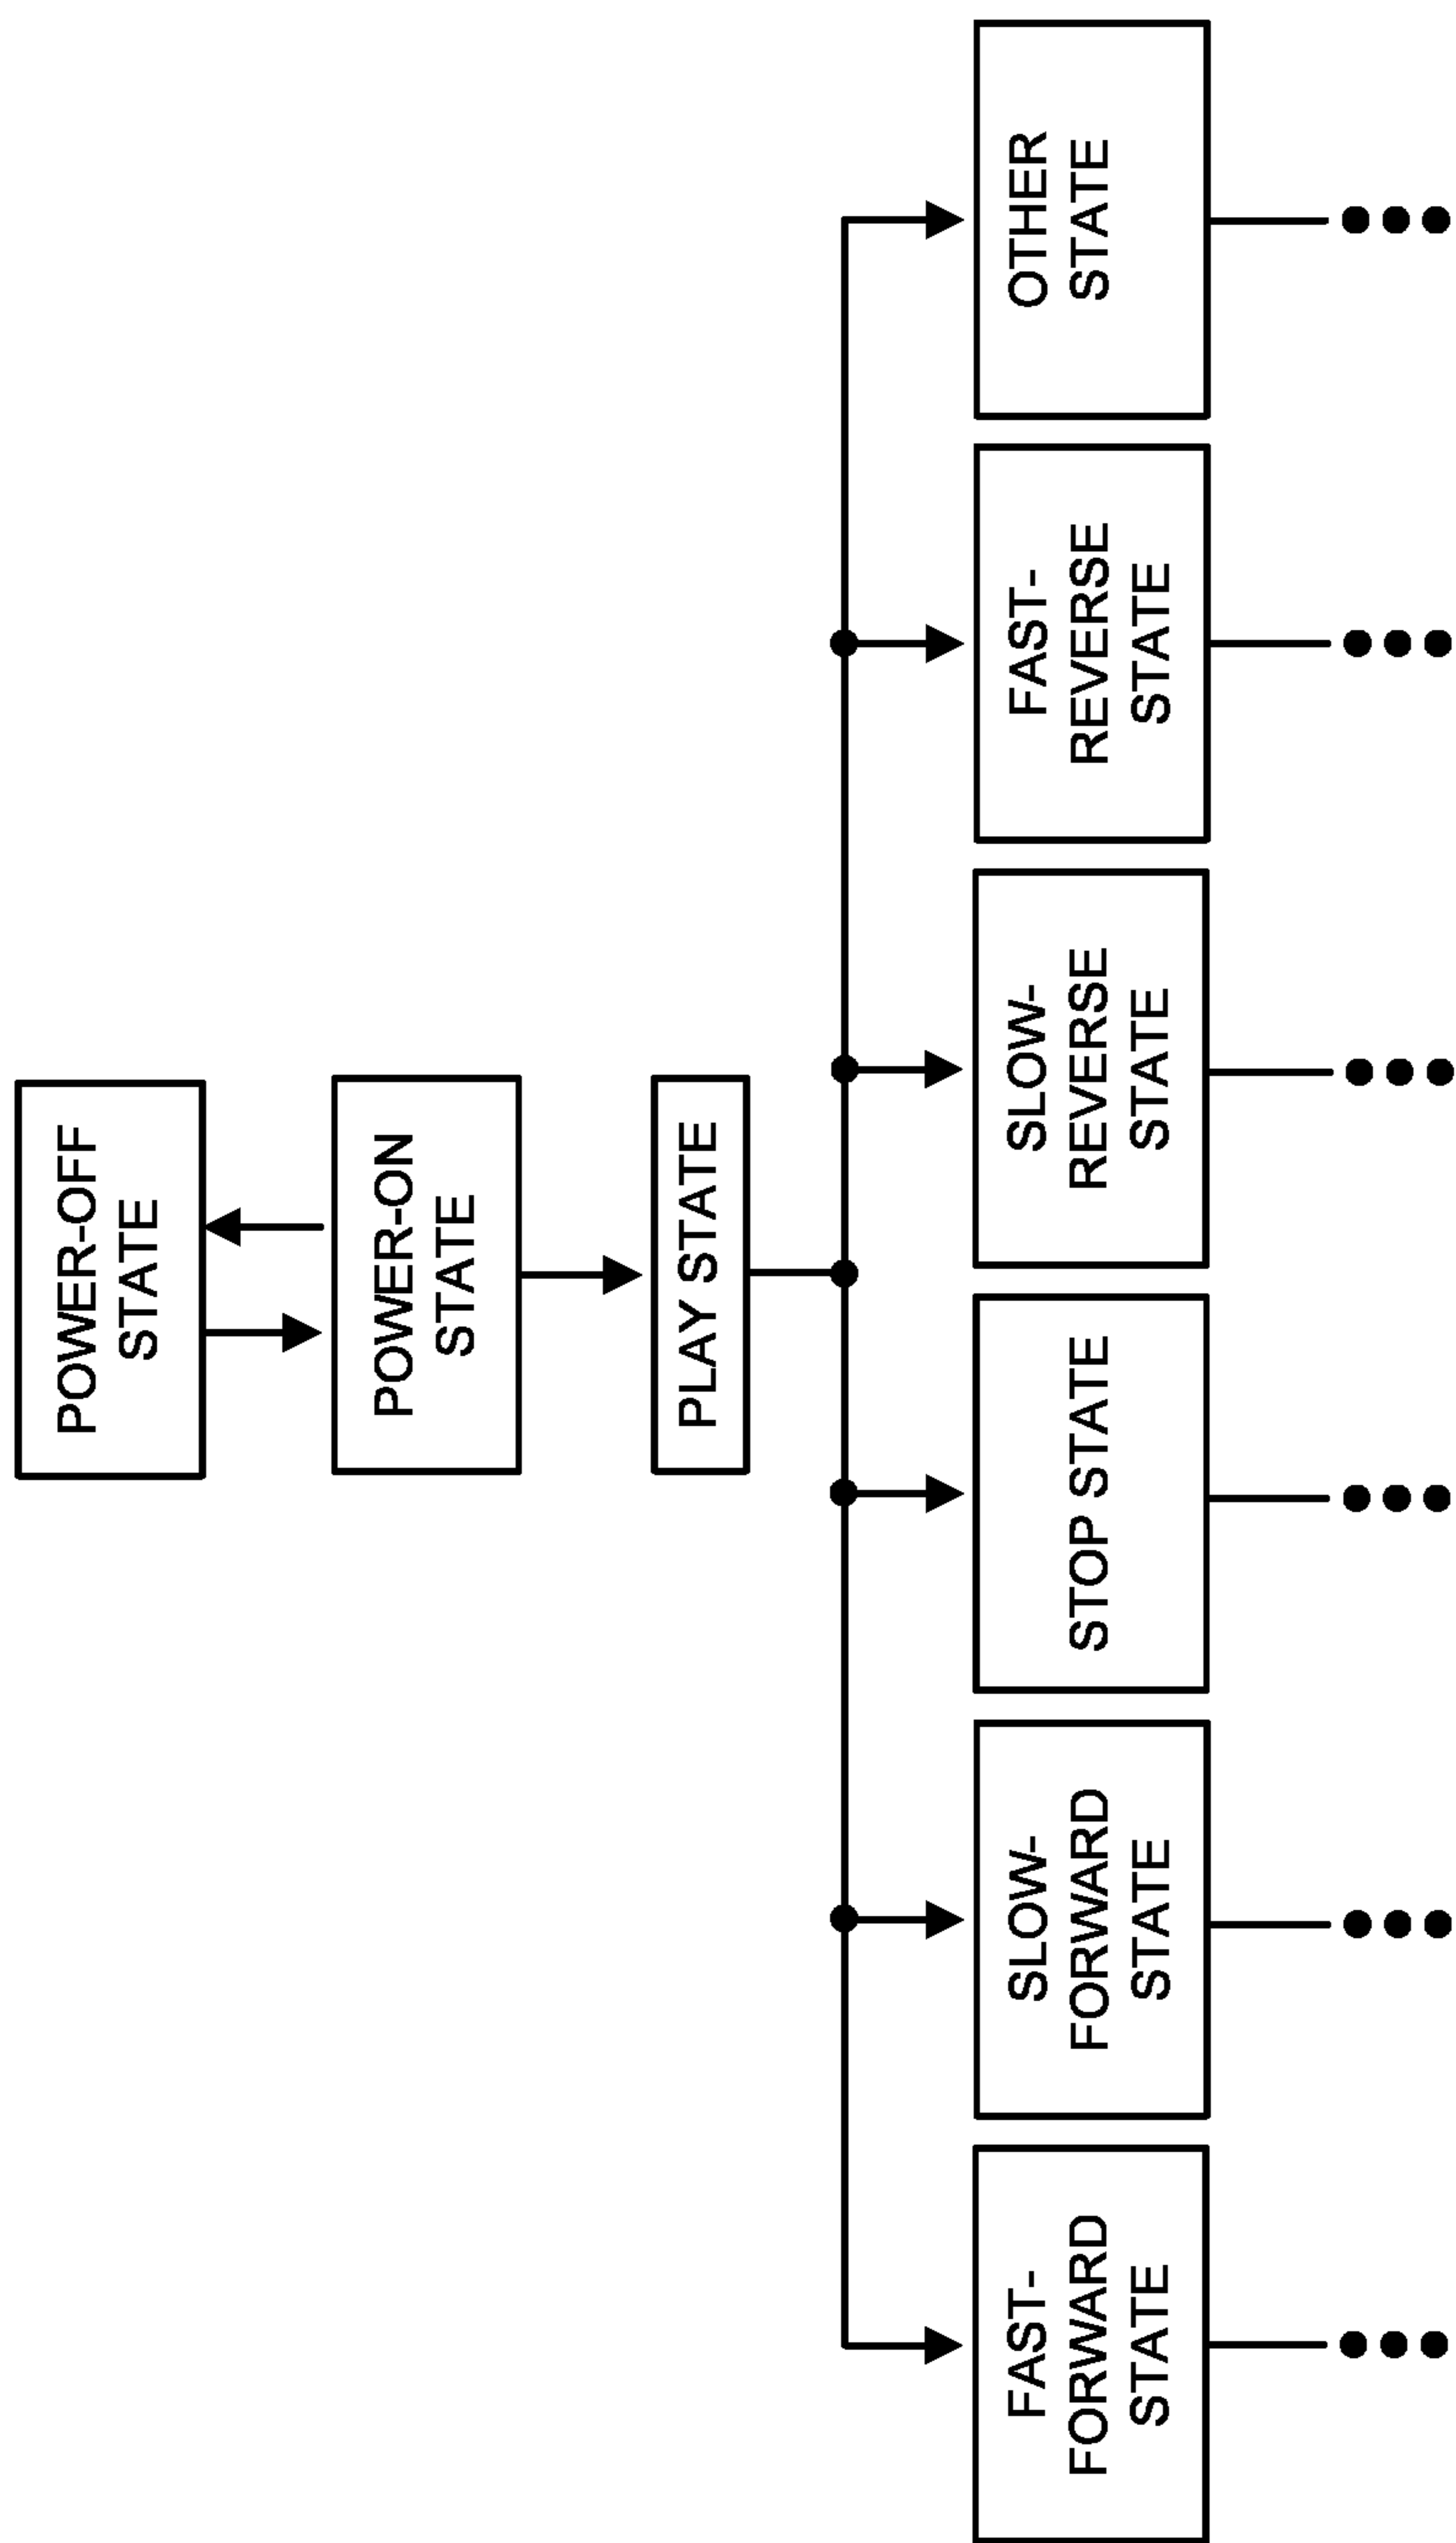 POWER-OFF
STATE
POWER-ON
STATE
PLAY STATE
FAST-
FORWARD
STATE
SLOW-
FORWARD
STATE
STOP STATE
SLOW-
REVERSE
STATE
FAST-
REVERSE
STATE
OTHER
STATE